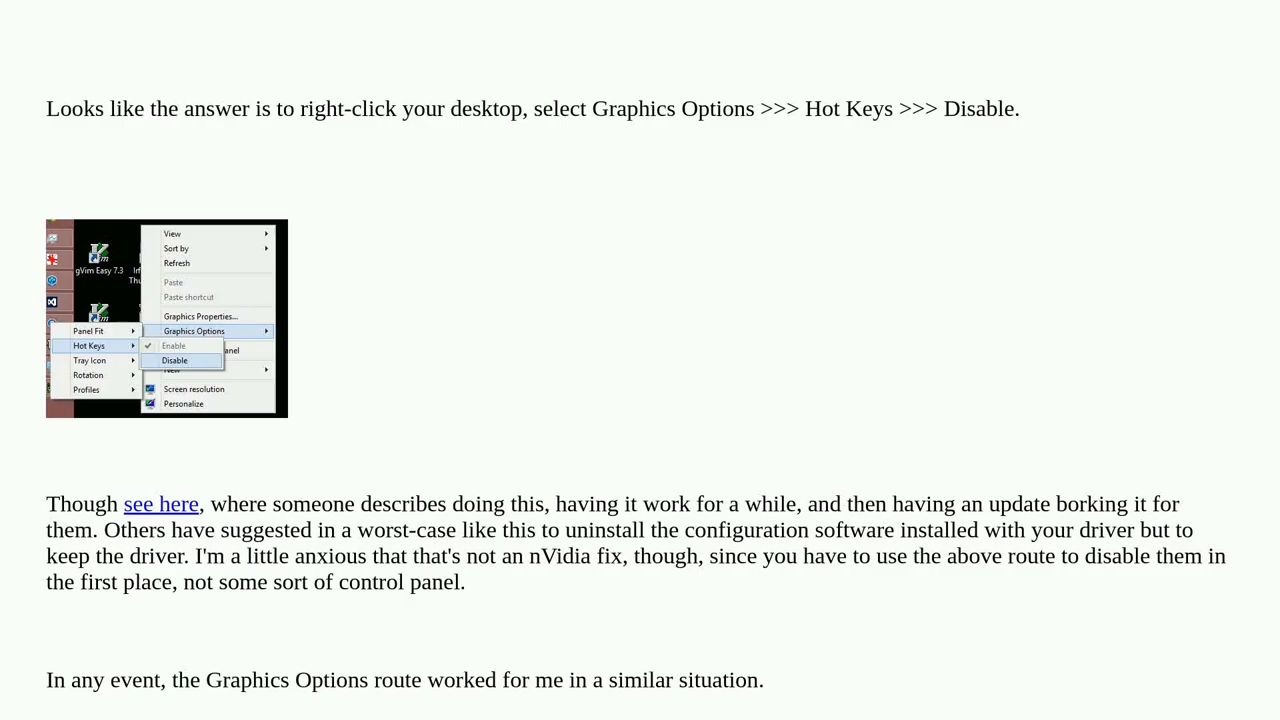 Looks like the answer is to right-click your desktop, select Graphics Options >>> Hot Keys >>> Disable.
View
Sort by
Refresh
Paste
Paste shortcut
Graphics Properties...
Graphics Options
Panel Fit
Hot Keys
Tray Icon
Rotation
Profiles
Enable
Disable
Screen resolution
Personalize
gVim Easy 7.3
Though see here, where someone describes doing this, having it work for a while, and then having an update borking it for
them. Others have suggested in a worst-case like this to uninstall the configuration software installed with your driver but to
keep the driver. I'm a little anxious that that's not an nVidia fix, though, since you have to use the above route to disable them in
the first place, not some sort of control panel.
In any event, the Graphics Options route worked for me in a similar situation.